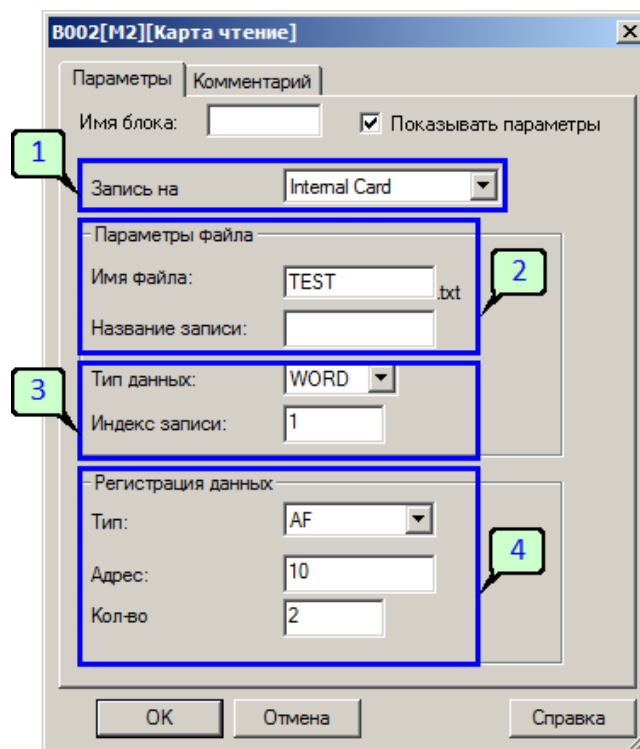 B002[M2][Карта чтение]
Параметры Комментарий
Имя блока: Показывать параметры
1
Запись на Internal Card
Параметры файла
2
Имя файла: TEST .txt
Название записи:
3
Тип данных: WORD
Индекс записи: 1
Регистрация данных
Тип: AF
4
Адрес: 10
Кол-во 2
OK Отмена Справка